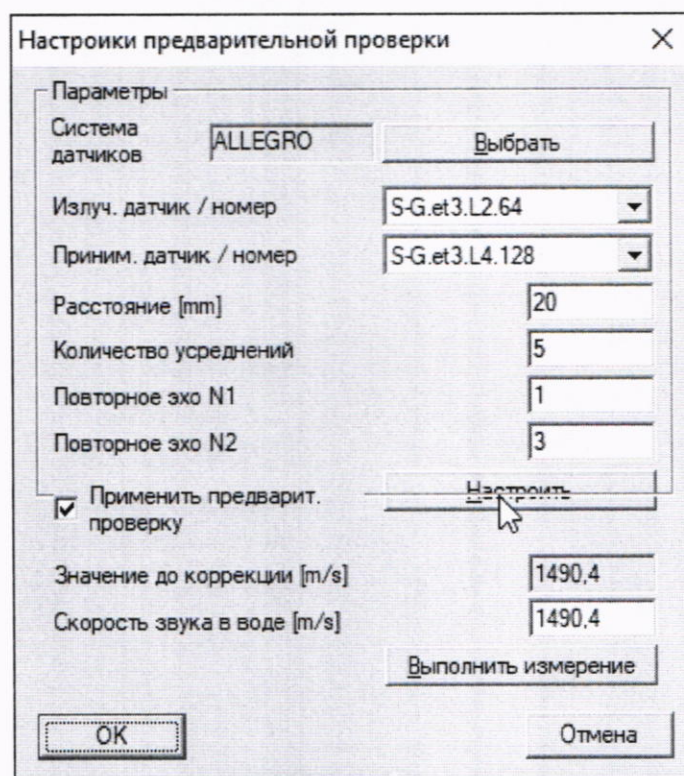 Настройки предварительной проверки
Параметры
Система
датчиков
ALLEGRO
Выбрать
Излуч. датчик / номер
S-G.et3.L2.64
Приним. датчик / номер
S-G.et3.L4.128
Расстояние [mm]
20
Количество усреднений
5
Повторное эхо N1
1
Повторное эхо N2
3
Применить предварит.
проверку
Настроить
Значение до коррекции [m/s]
1490,4
Скорость звука в воде [m/s]
1490,4
Выполнить измерение
OK
Отмена